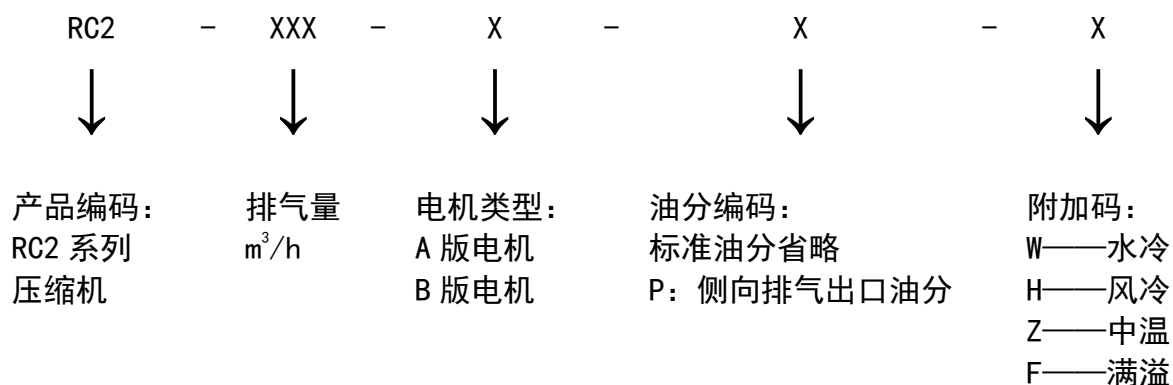 RC2 - XXX - X - X - X
产品编码： 排气量 电机类型： 油分编码： 附加码：
RC2 系列 m³/h A 版电机 标准油分省略 W——水冷
压缩机 B 版电机 P：侧向排气出口油分 H——风冷
Z——中温
F——满溢